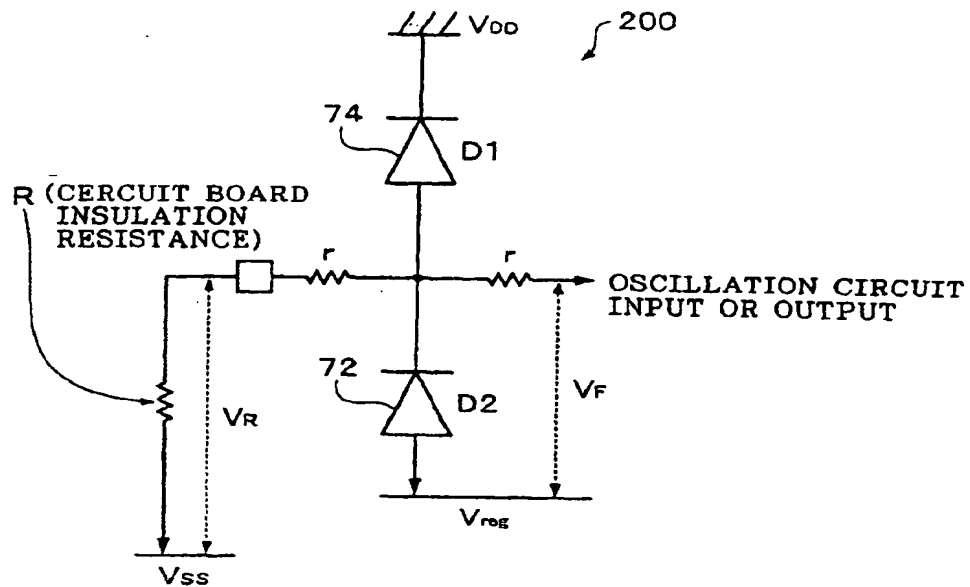 VDD
200
74
D1
R (CERCUIT BOARD
INSULATION
RESISTANCE)
r
r
OSCILLATION CIRCUIT
INPUT OR OUTPUT
72
D2
VR
VF
Vreg
VSS